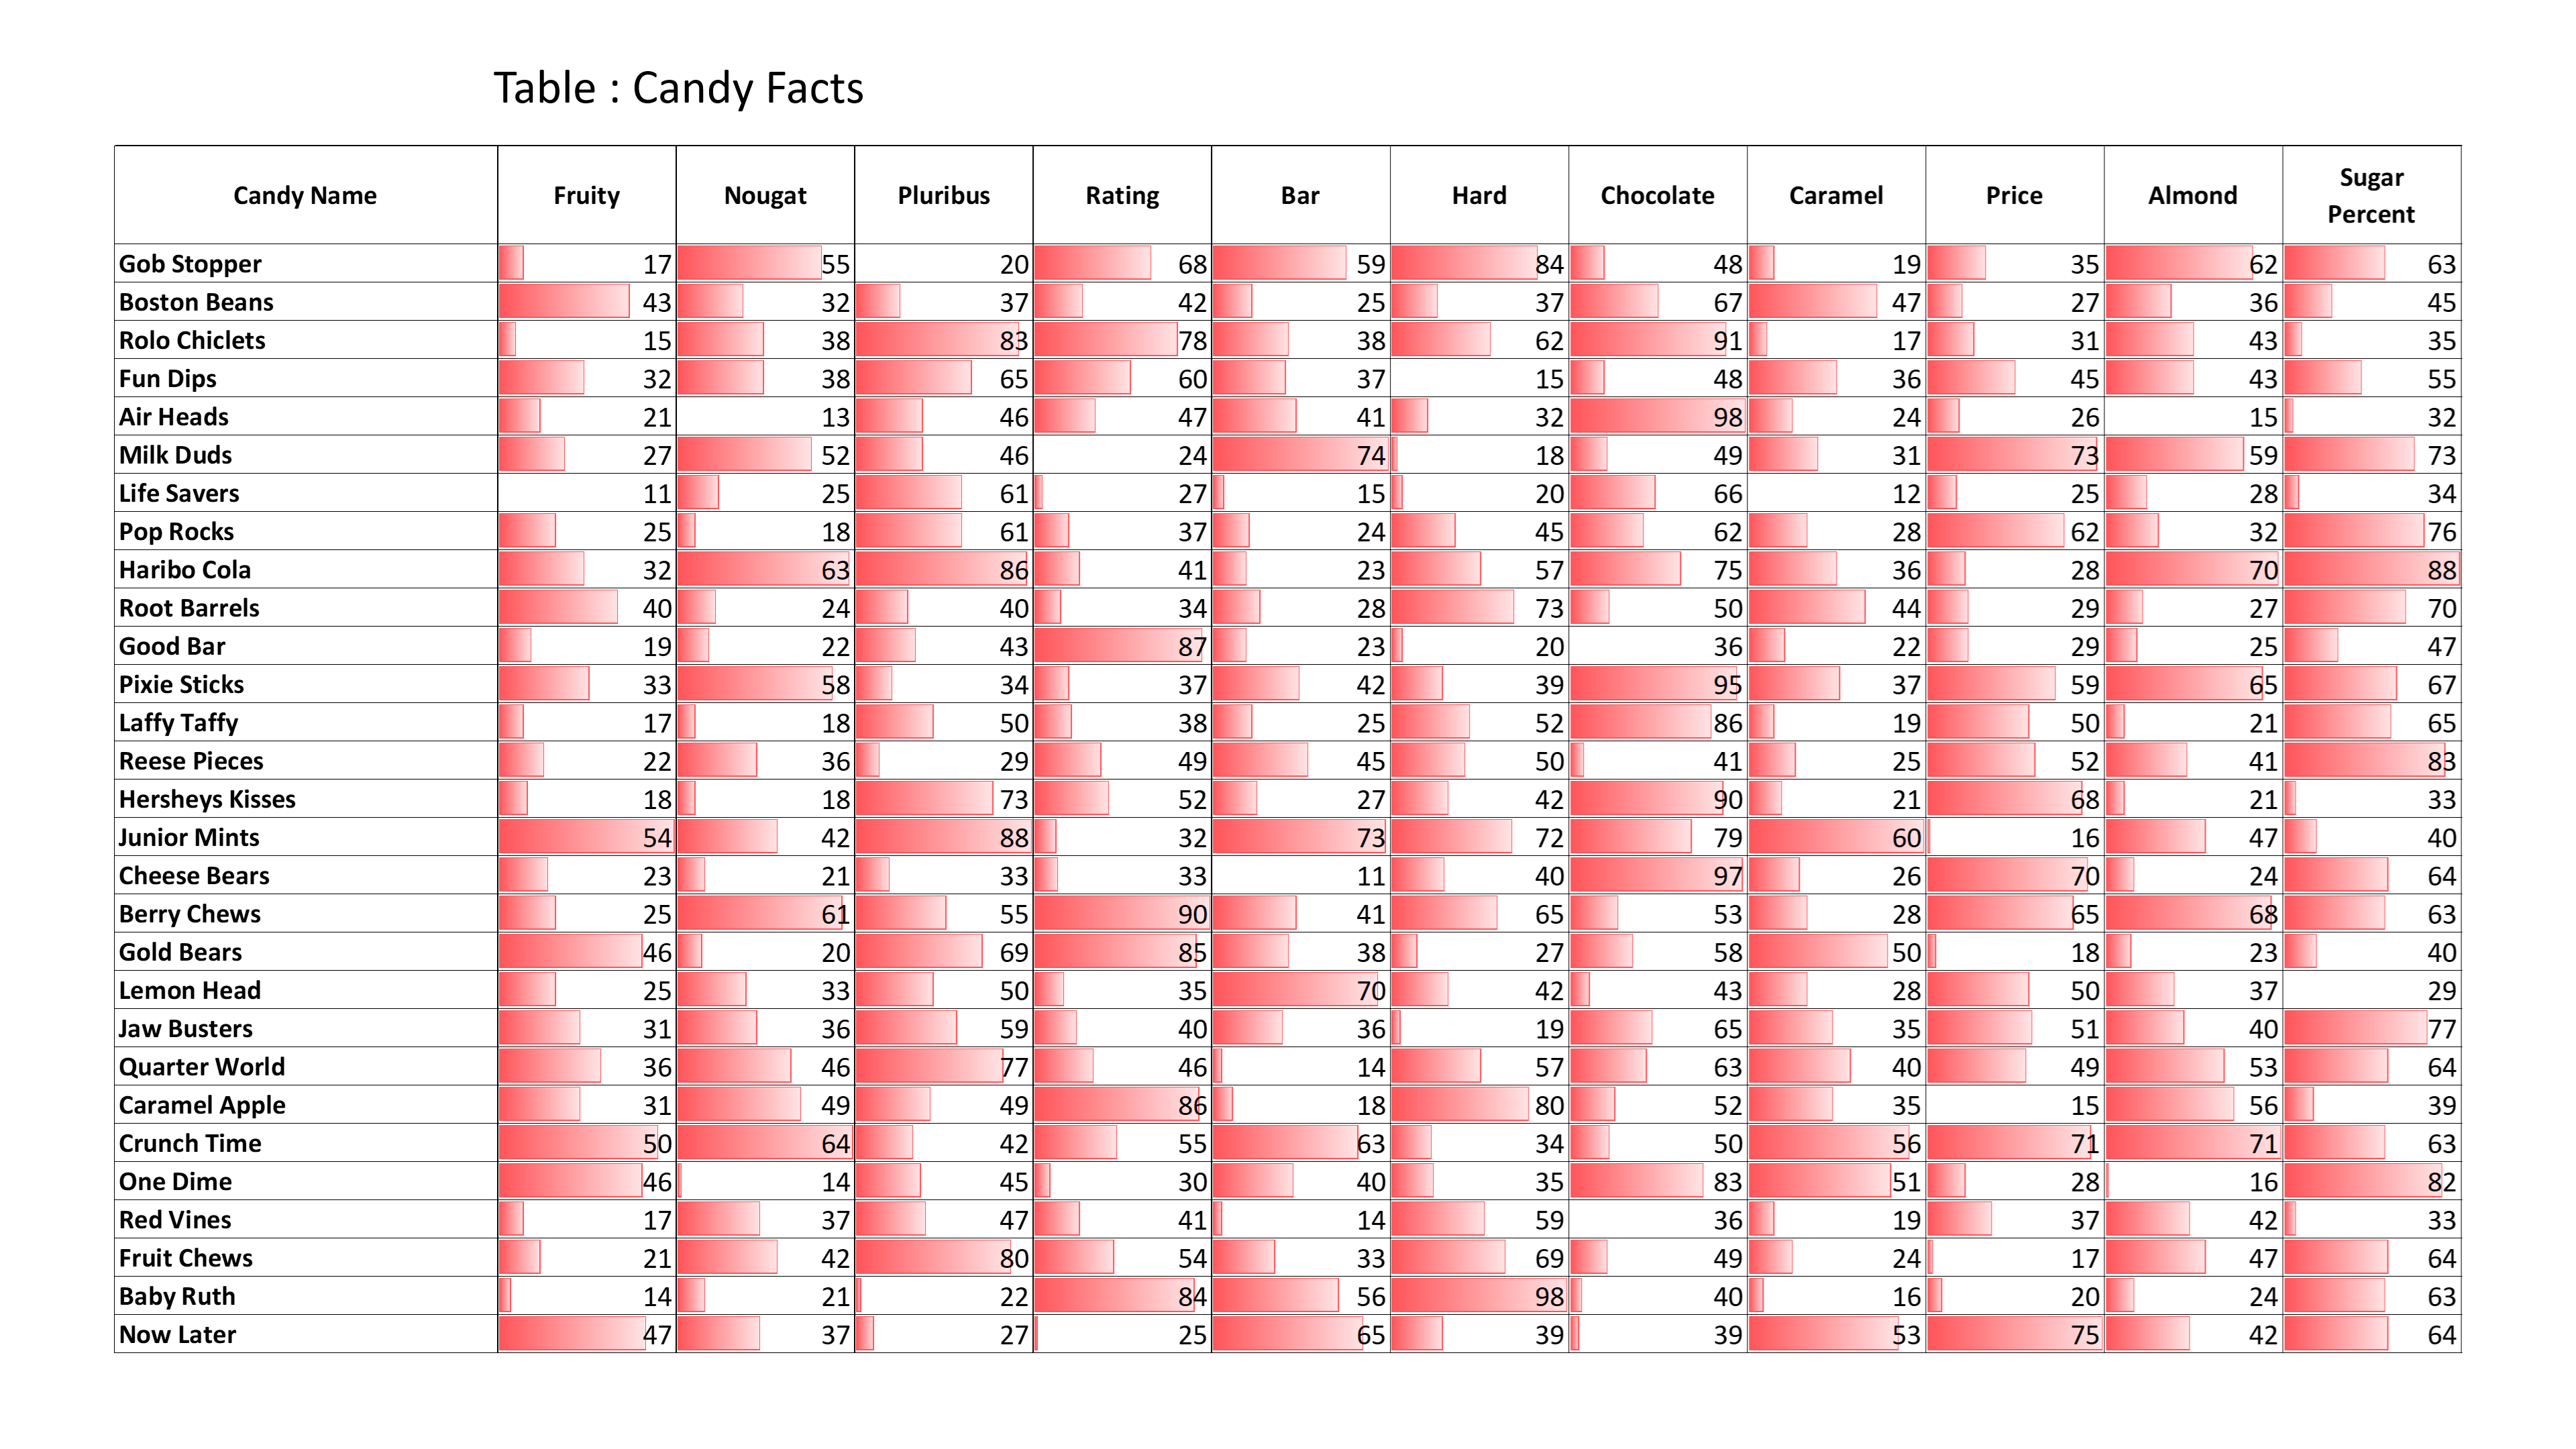 Table : Candy Facts
Candy Name Fruity Nougat Pluribus Rating Bar Hard Chocolate Caramel Price Almond Sugar Percent
Gob Stopper 17 55 20 68 59 84 48 19 35 62 63
Boston Beans 43 32 37 42 25 37 67 47 27 36 45
Rolo Chiclets 15 38 83 78 38 62 91 17 31 43 35
Fun Dips 32 38 65 60 37 15 48 36 45 43 55
Air Heads 21 13 46 47 41 32 98 24 26 15 32
Milk Duds 27 52 46 24 74 18 49 31 73 59 73
Life Savers 11 25 61 27 15 20 66 12 25 28 34
Pop Rocks 25 18 61 37 24 45 62 28 62 32 76
Haribo Cola 32 63 86 41 23 57 75 36 28 70 88
Root Barrels 40 24 40 34 28 73 50 44 29 27 70
Good Bar 19 22 43 87 23 20 36 22 29 25 47
Pixie Sticks 33 58 34 37 42 39 95 37 59 65 67
Laffy Taffy 17 18 50 38 25 52 86 19 50 21 65
Reese Pieces 22 36 29 49 45 50 41 25 52 41 83
Hersheys Kisses 18 18 73 52 27 42 90 21 68 21 33
Junior Mints 54 42 88 32 73 72 79 60 16 47 40
Cheese Bears 23 21 33 33 11 40 97 26 70 24 64
Berry Chews 25 61 55 90 41 65 53 28 65 68 63
Gold Bears 46 20 69 85 38 27 58 50 18 23 40
Lemon Head 25 33 50 35 70 42 43 28 50 37 29
Jaw Busters 31 36 59 40 36 19 65 35 51 40 77
Quarter World 36 46 77 46 14 57 63 40 49 53 64
Caramel Apple 31 49 49 86 18 80 52 35 15 56 39
Crunch Time 50 64 42 55 63 34 50 56 71 71 63
One Dime 46 14 45 30 40 35 83 51 28 16 82
Red Vines 17 37 47 41 14 59 36 19 37 42 33
Fruit Chews 21 42 80 54 33 69 49 24 17 47 64
Baby Ruth 14 21 22 84 56 98 40 16 20 24 63
Now Later 47 37 27 25 65 39 39 53 75 42 64